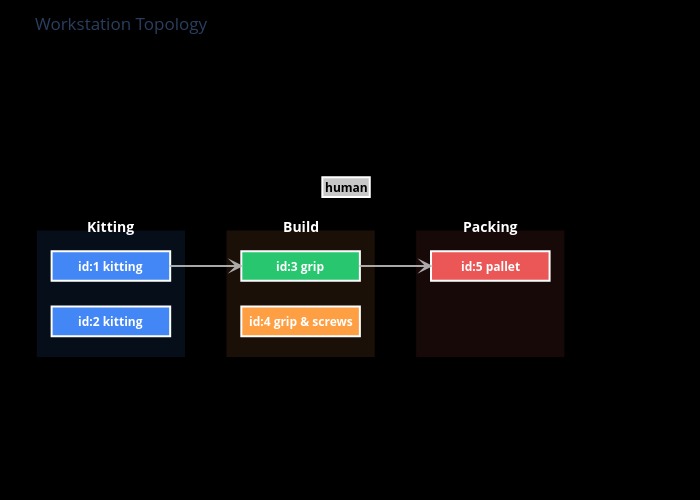 Workstation Topology
human
Kitting
Build
Packing
id:1 kitting
id:3 grip
id:5 pallet
id:2 kitting
id:4 grip & screws